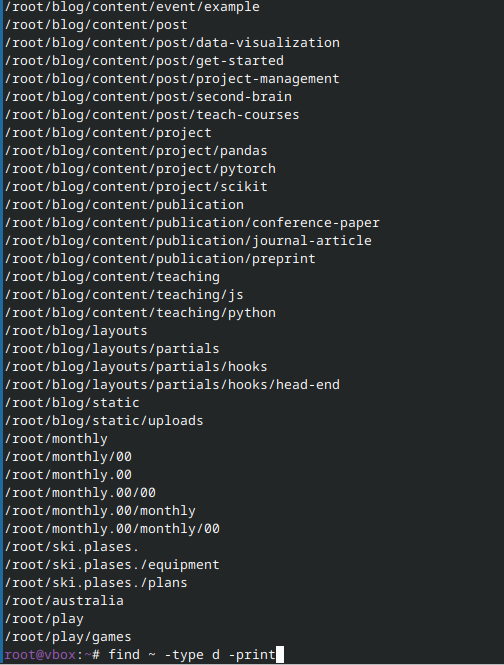 /root/blog/content/event/example
/root/blog/content/post
/root/blog/content/post/data-visualization
/root/blog/content/post/get-started
/root/blog/content/post/project-management
/root/blog/content/post/second-brain
/root/blog/content/post/teach-courses
/root/blog/content/project
/root/blog/content/project/pandas
/root/blog/content/project/pytorch
/root/blog/content/project/scikit
/root/blog/content/publication
/root/blog/content/publication/conference-paper
/root/blog/content/publication/journal-article
/root/blog/content/publication/preprint
/root/blog/content/teaching
/root/blog/content/teaching/js
/root/blog/content/teaching/python
/root/blog/layouts
/root/blog/layouts/partials
/root/blog/layouts/partials/hooks
/root/blog/layouts/partials/hooks/head-end
/root/blog/static
/root/blog/static/uploads
/root/monthly
/root/monthly/00
/root/monthly.00
/root/monthly.00/00
/root/monthly.00/monthly
/root/monthly.00/monthly/00
/root/ski.plases.
/root/ski.plases./equipment
/root/ski.plases./plans
/root/australia
/root/play
/root/play/games
root@vbox:~# find ~ -type d -print